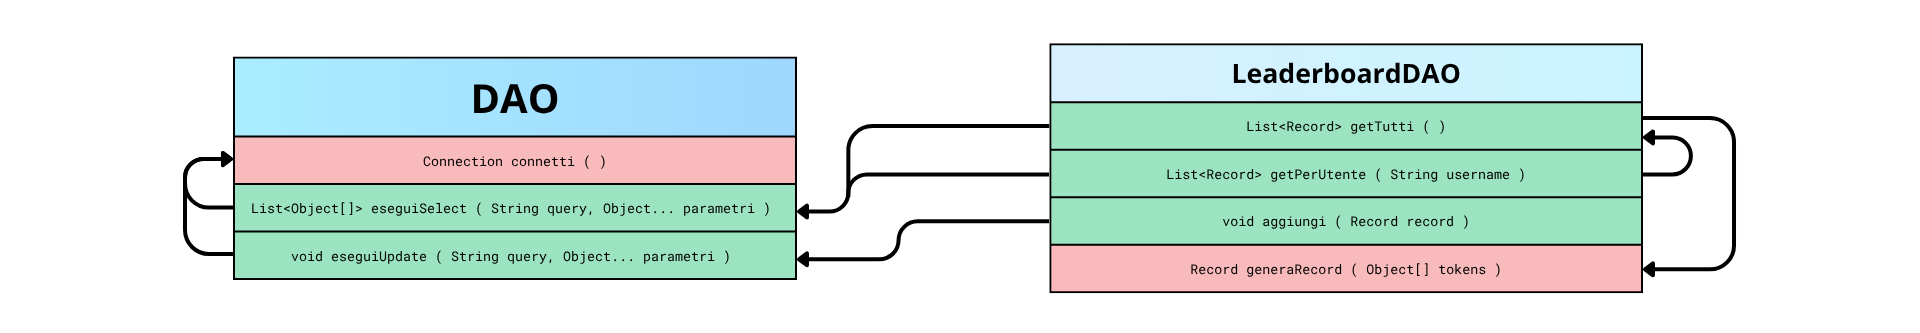 DAO
Connection connetti ( )
List<Object[]> eseguiSelect ( String query, Object... parametri )
void eseguiUpdate ( String query, Object... parametri )
LeaderboardDAO
List<Record> getTutti ( )
List<Record> getPerUtente ( String username )
void aggiungi ( Record record )
Record generaRecord ( Object[] tokens )